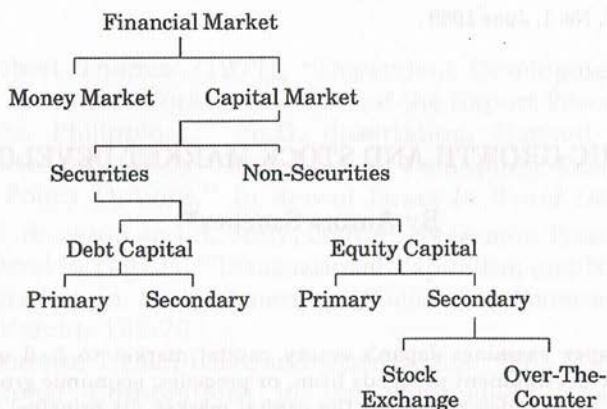 Financial Market
Money Market Capital Market
Securities Non-Securities
Debt Capital Equity Capital
Primary Secondary Primary Secondary
Stock Over-The-
Exchange Counter